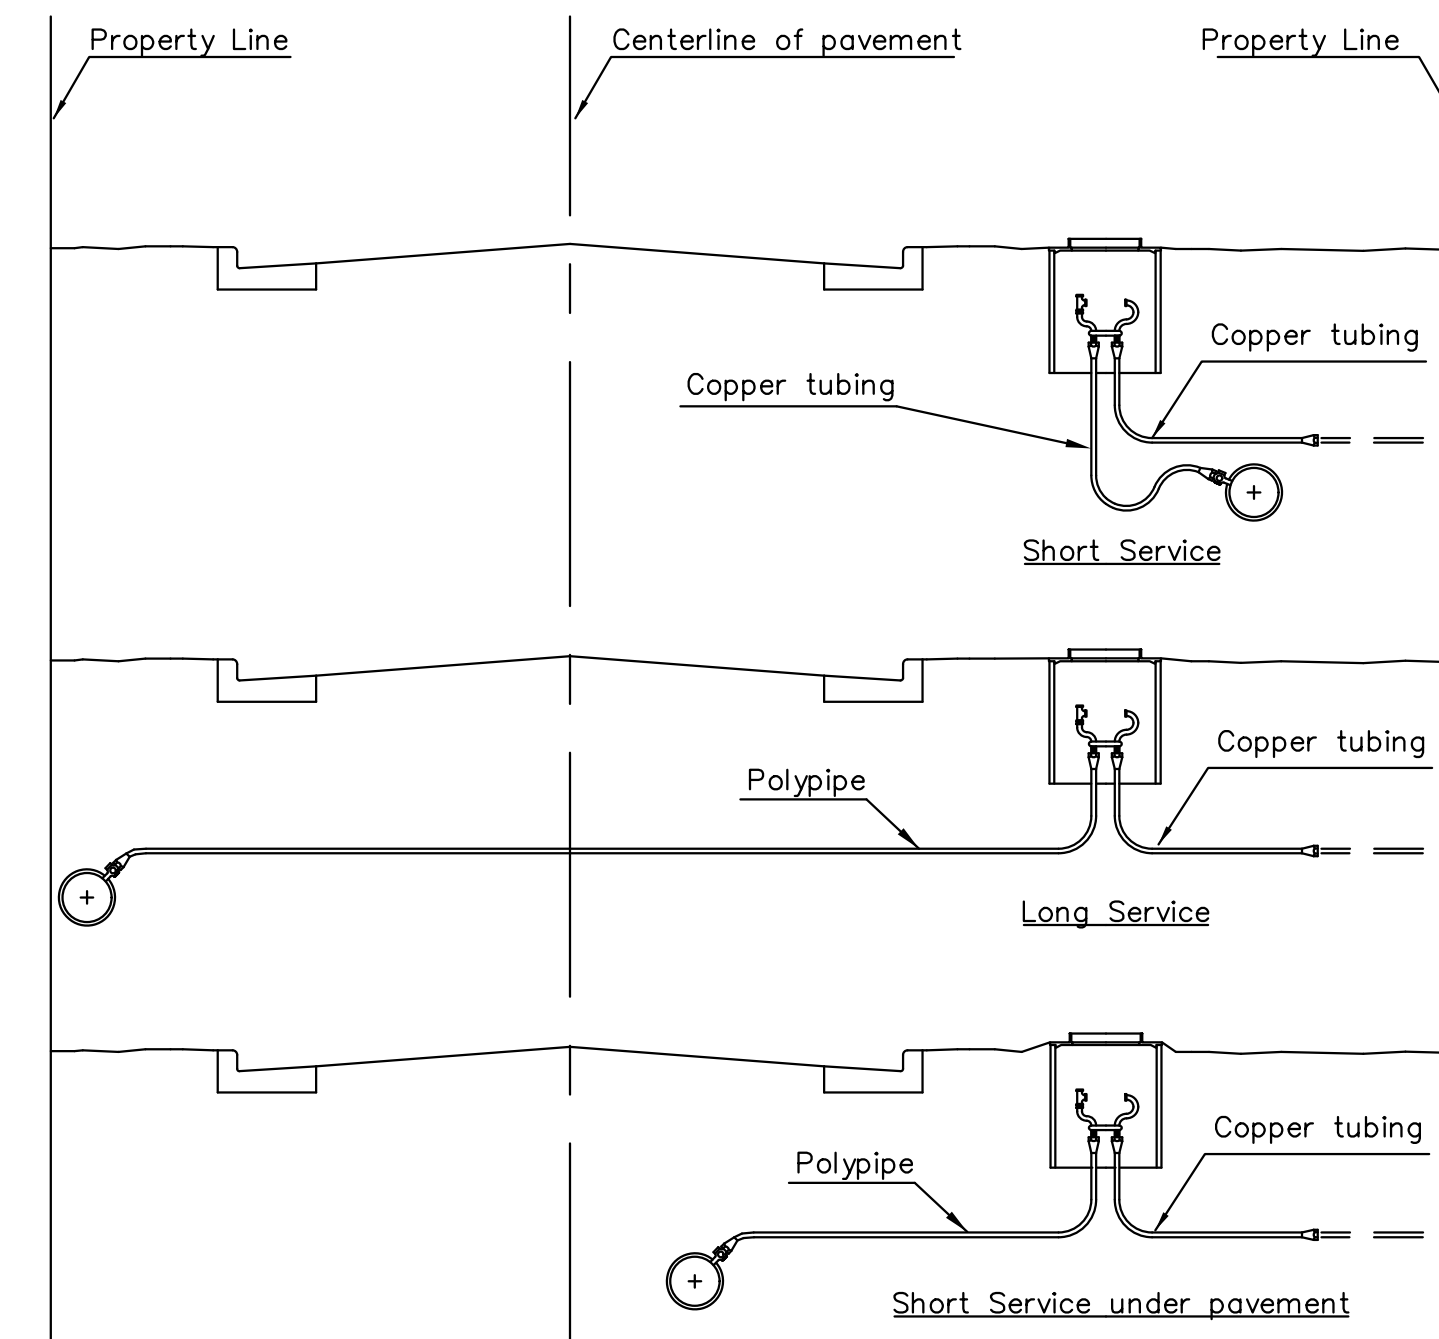 Property Line
Centerline of pavement
Property Line
Copper tubing
Copper tubing
Short Service
Copper tubing
Polypipe
Long Service
Copper tubing
Polypipe
Short Service under pavement